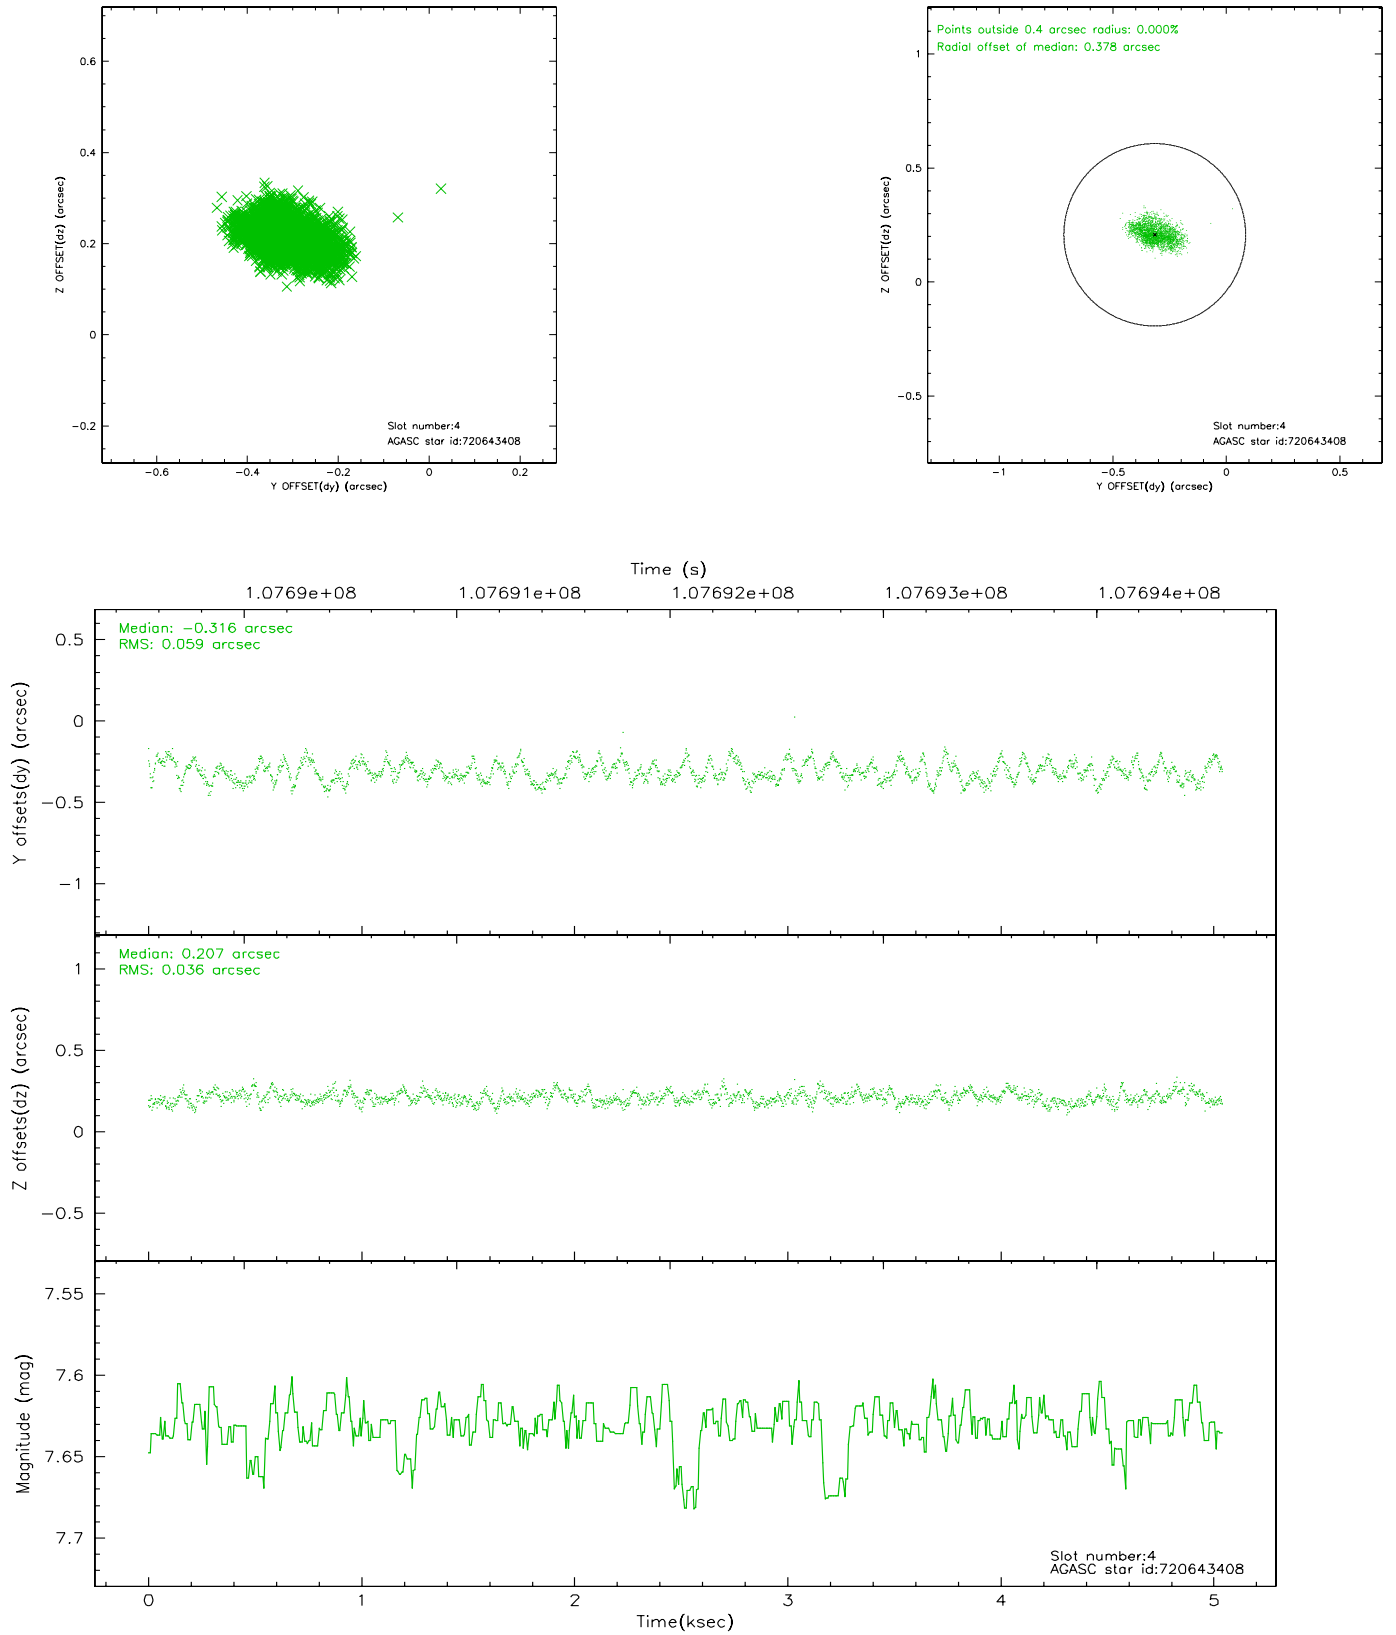 0.6
0.4
0.2
0
-0.2
Z OFFSET(dz) (arcsec)
Slot number:4
AGASC star id:720643408
-0.6 -0.4 -0.2 0 0.2
Y OFFSET(dy) (arcsec)
Points outside 0.4 arcsec radius: 0.000%
Radial offset of median: 0.378 arcsec
1
0.5
0
-0.5
Z OFFSET(dz) (arcsec)
Slot number:4
AGASC star id:720643408
-1 -0.5 0 0.5
Y OFFSET(dy) (arcsec)
Time (s)
1.0769e+08 1.07691e+08 1.07692e+08 1.07693e+08 1.07694e+08
Median: -0.316 arcsec
RMS: 0.059 arcsec
0.5
0
-0.5
-1
Y offsets(dy) (arcsec)
Median: 0.207 arcsec
RMS: 0.036 arcsec
1
0.5
0
-0.5
Z offsets(dz) (arcsec)
7.55
7.6
7.65
7.7
Magnitude (mag)
Slot number:4
AGASC star id:720643408
0 1 2 3 4 5
Time(ksec)